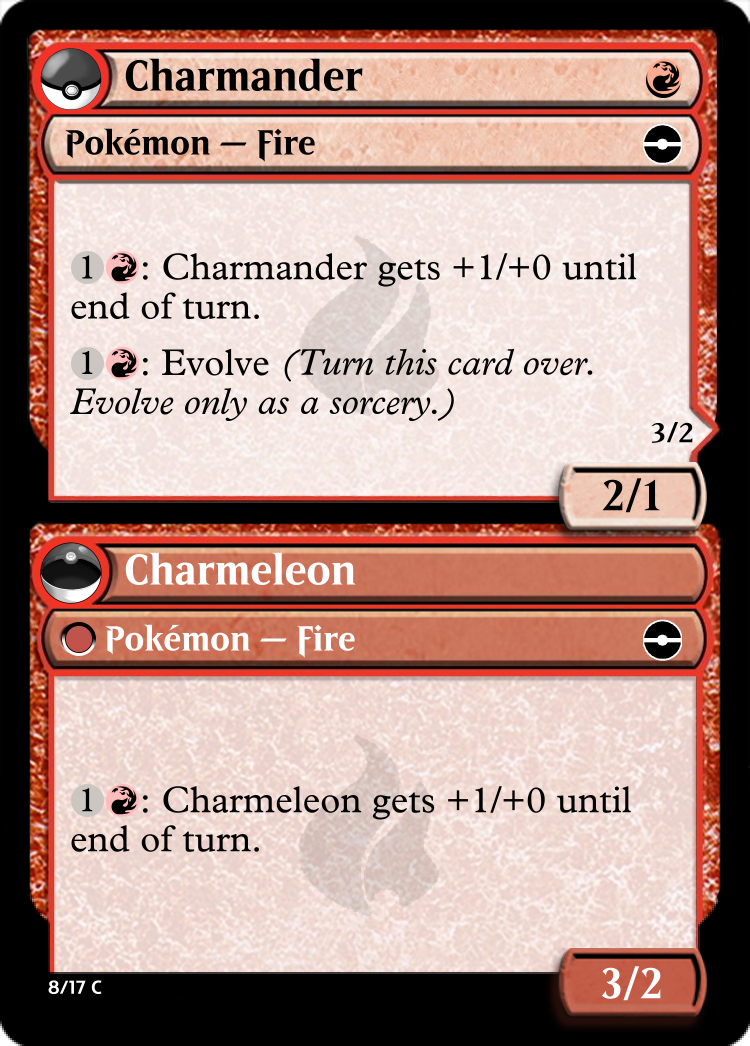 Charmander
Pokémon — Fire
1: Charmander gets +1/+0 until
end of turn.
1: Evolve (Turn this card over.
Evolve only as a sorcery.)
3/2
2/1
Charmeleon
Pokémon — Fire
1: Charmeleon gets +1/+0 until
end of turn.
8/17 C
3/2